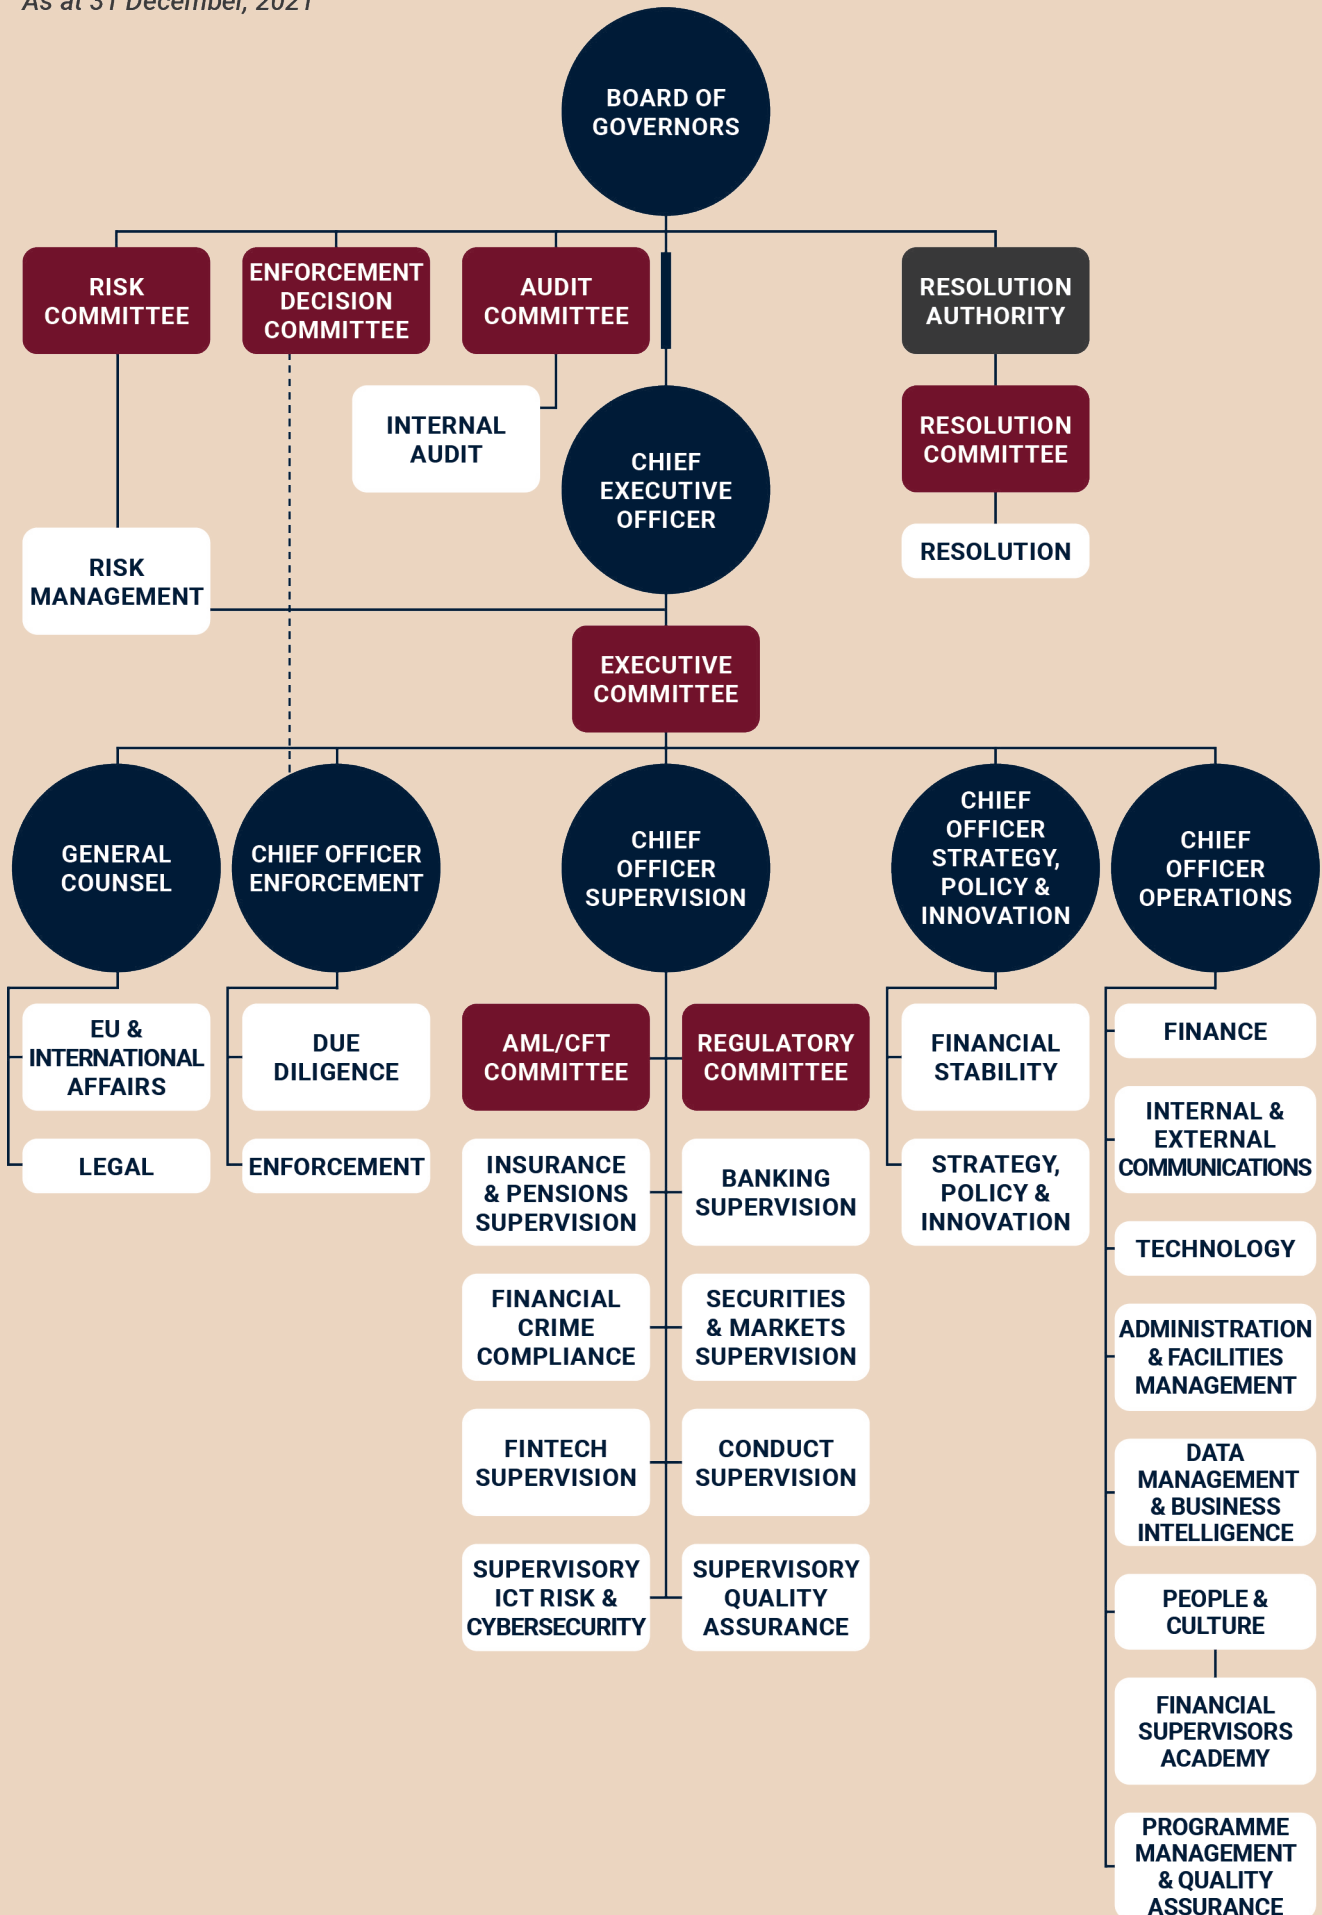 As at 31 December, 2021
BOARD OF
GOVERNORS
RISK
COMMITTEE
ENFORCEMENT
DECISION
COMMITTEE
AUDIT
COMMITTEE
RESOLUTION
AUTHORITY
INTERNAL
AUDIT
CHIEF
EXECUTIVE
OFFICER
RESOLUTION
COMMITTEE
RESOLUTION
RISK
MANAGEMENT
EXECUTIVE
COMMITTEE
GENERAL
COUNSEL
CHIEF OFFICER
ENFORCEMENT
CHIEF
OFFICER
SUPERVISION
CHIEF
OFFICER
STRATEGY,
POLICY &
INNOVATION
CHIEF
OFFICER
OPERATIONS
EU &
INTERNATIONAL
AFFAIRS
LEGAL
DUE
DILIGENCE
ENFORCEMENT
AML/CFT
COMMITTEE
REGULATORY
COMMITTEE
INSURANCE
& PENSIONS
SUPERVISION
BANKING
SUPERVISION
FINANCIAL
CRIME
COMPLIANCE
SECURITIES
& MARKETS
SUPERVISION
FINTECH
SUPERVISION
CONDUCT
SUPERVISION
SUPERVISORY
ICT RISK &
CYBERSECURITY
SUPERVISORY
QUALITY
ASSURANCE
FINANCIAL
STABILITY
STRATEGY,
POLICY &
INNOVATION
FINANCE
INTERNAL &
EXTERNAL
COMMUNICATIONS
TECHNOLOGY
ADMINISTRATION
& FACILITIES
MANAGEMENT
DATA
MANAGEMENT
& BUSINESS
INTELLIGENCE
PEOPLE &
CULTURE
FINANCIAL
SUPERVISORS
ACADEMY
PROGRAMME
MANAGEMENT
& QUALITY
ASSURANCE